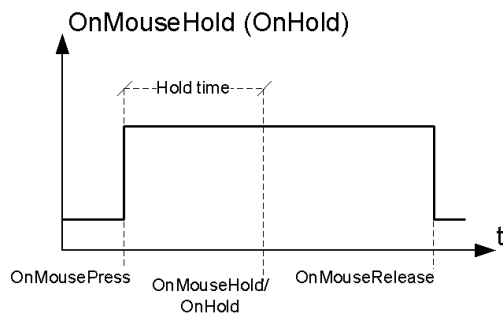 OnMouseHold (OnHold)
Hold time
t
OnMousePress
OnMouseHold/
OnHold
OnMouseRelease